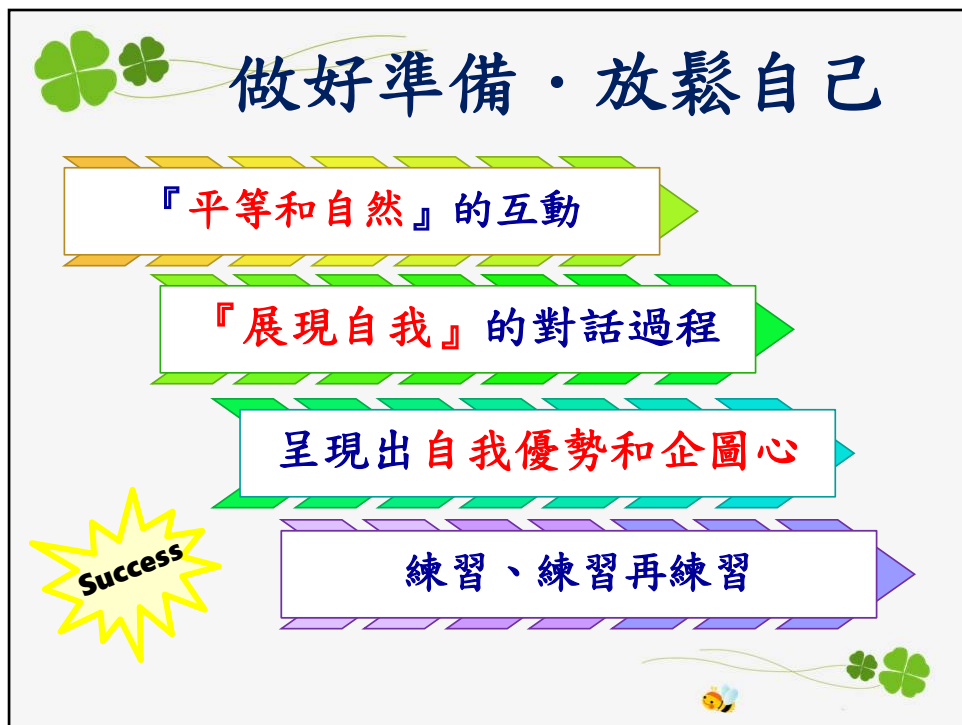 做好準備・放鬆自己
『平等和自然』的互動
『展現自我』的對話過程
呈現出自我優勢和企圖心
練習、練習再練習
Success